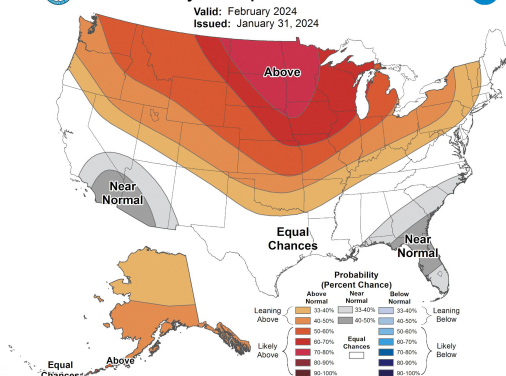 Valid: February 2024
Issued: January 31, 2024
Above
Near
Normal
Equal
Chances
Near
Normal
Above
Equal
Chances
Probability
(Percent Chance)
Above
Normal
Near
Normal
Below
Normal
Leaning
Above
33-40%
40-50%
33-40%
40-50%
33-40%
40-50%
Leaning
Below
Likely
Above
50-60%
60-70%
70-80%
80-90%
90-100%
Equal
Chances
50-60%
60-70%
70-80%
80-90%
90-100%
Likely
Below